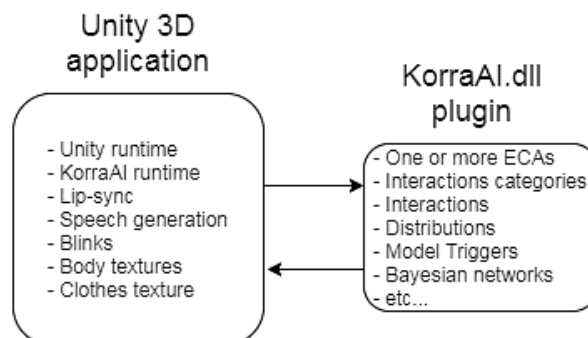 Unity 3D
application
- Unity runtime
- KorraAI runtime
- Lip-sync
- Speech generation
- Blinks
- Body textures
- Clothes texture
KorraAI.dll
plugin
- One or more ECAs
- Interactions categories
- Interactions
- Distributions
- Model Triggers
- Bayesian networks
- etc...